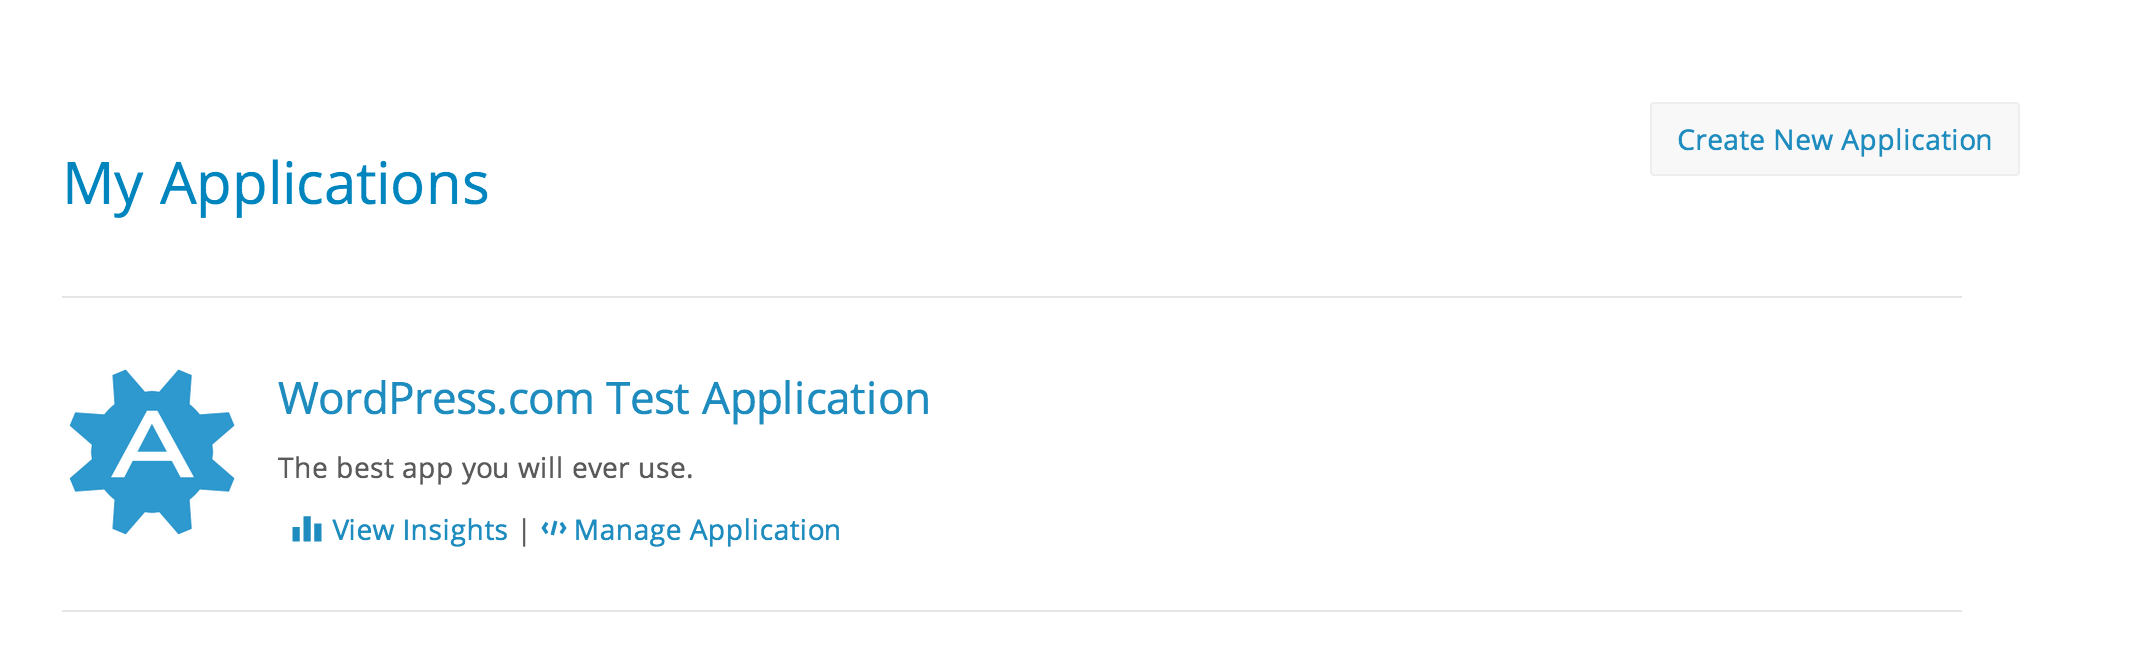 Create New Application
My Applications
A
WordPress.com Test Application
The best app you will ever use.
View Insights | Manage Application